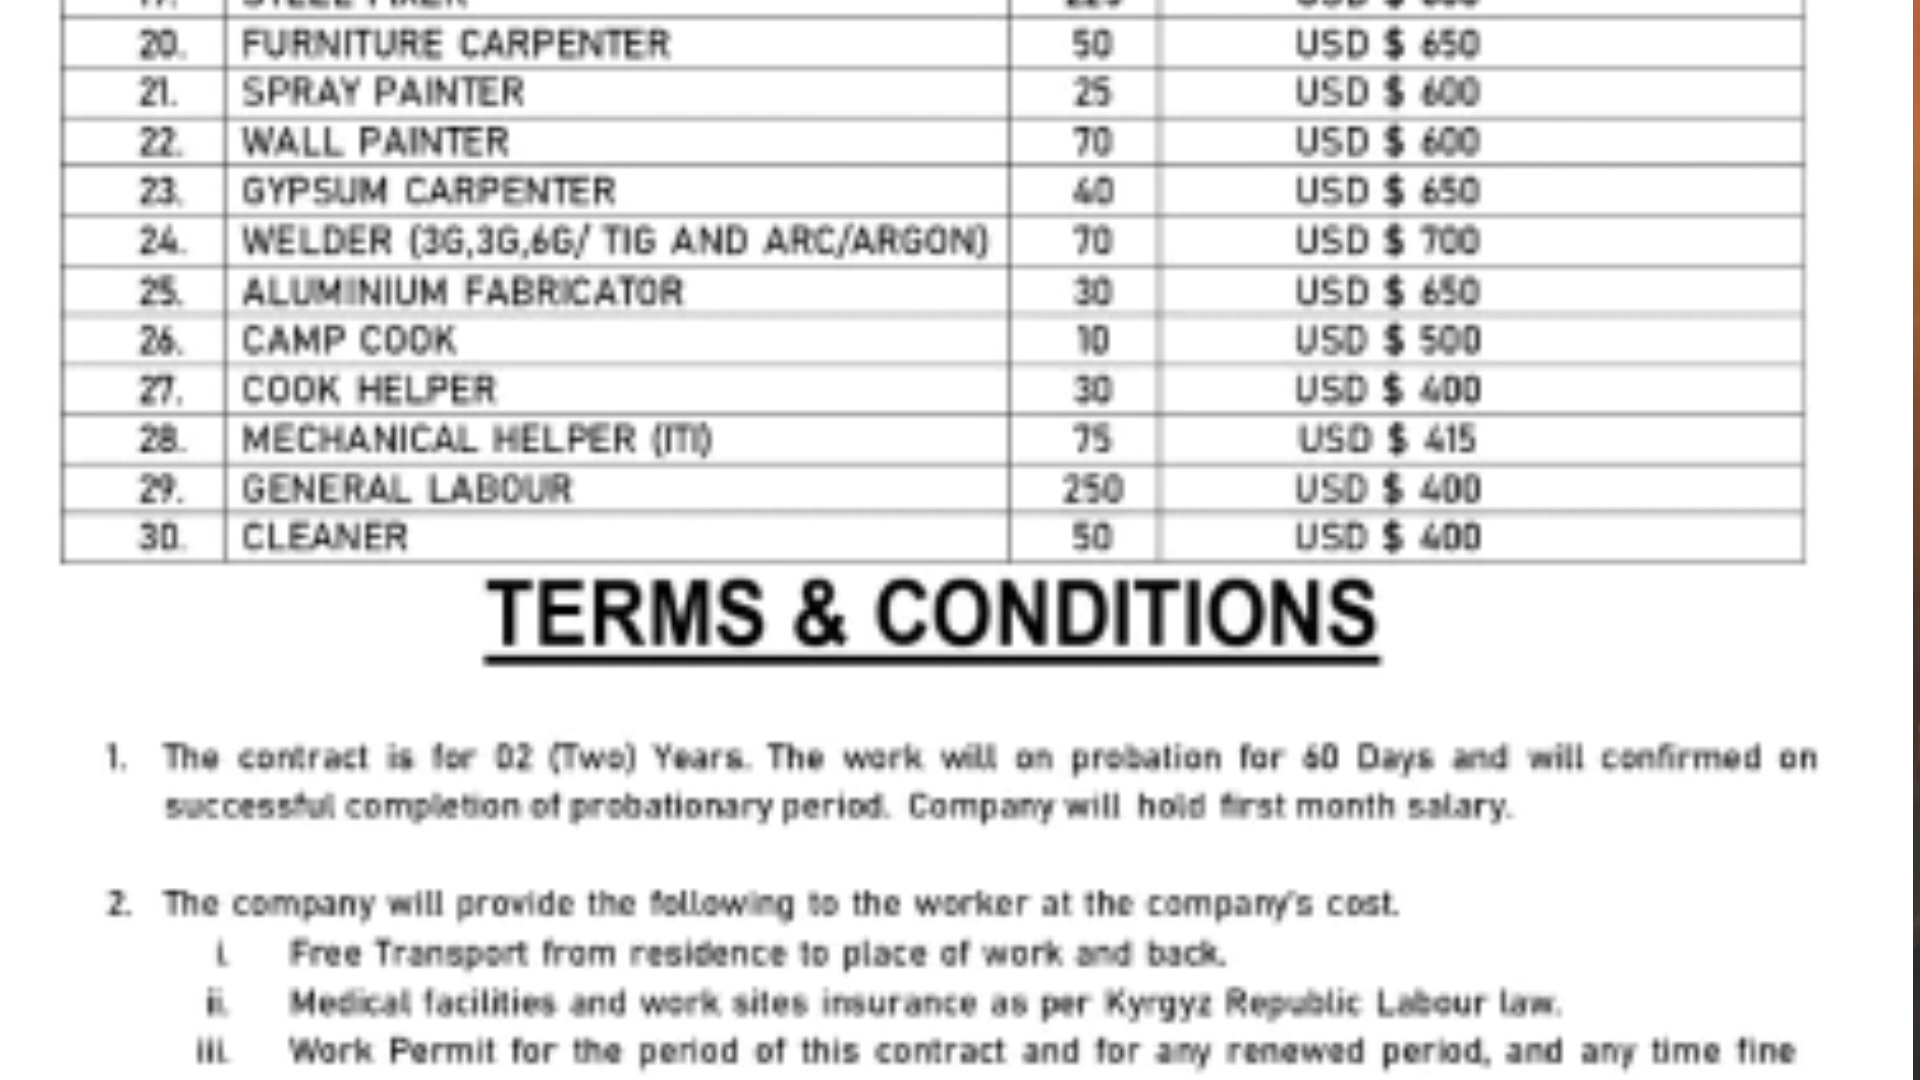 20. FURNITURE CARPENTER 50 USD $ 650
21. SPRAY PAINTER 25 USD $ 600
22. WALL PAINTER 70 USD $ 600
23. GYPSUM CARPENTER 40 USD $ 650
24. WELDER (3G,3G,6G/ TIG AND ARC/ARGON) 70 USD $ 700
25. ALUMINIUM FABRICATOR 30 USD $ 650
26. CAMP COOK 10 USD $ 500
27. COOK HELPER 30 USD $ 400
28. MECHANICAL HELPER (ITI) 75 USD $ 415
29. GENERAL LABOUR 250 USD $ 400
30. CLEANER 50 USD $ 400
TERMS & CONDITIONS
1. The contract is for 02 (Two) Years. The work will on probation for 60 Days and will confirmed on
successful completion of probationary period. Company will hold first month salary.
2. The company will provide the following to the worker at the company's cost.
i. Free Transport from residence to place of work and back.
ii. Medical facilities and work sites insurance as per Kyrgyz Republic Labour law.
iii. Work Permit for the period of this contract and for any renewed period, and any time fine